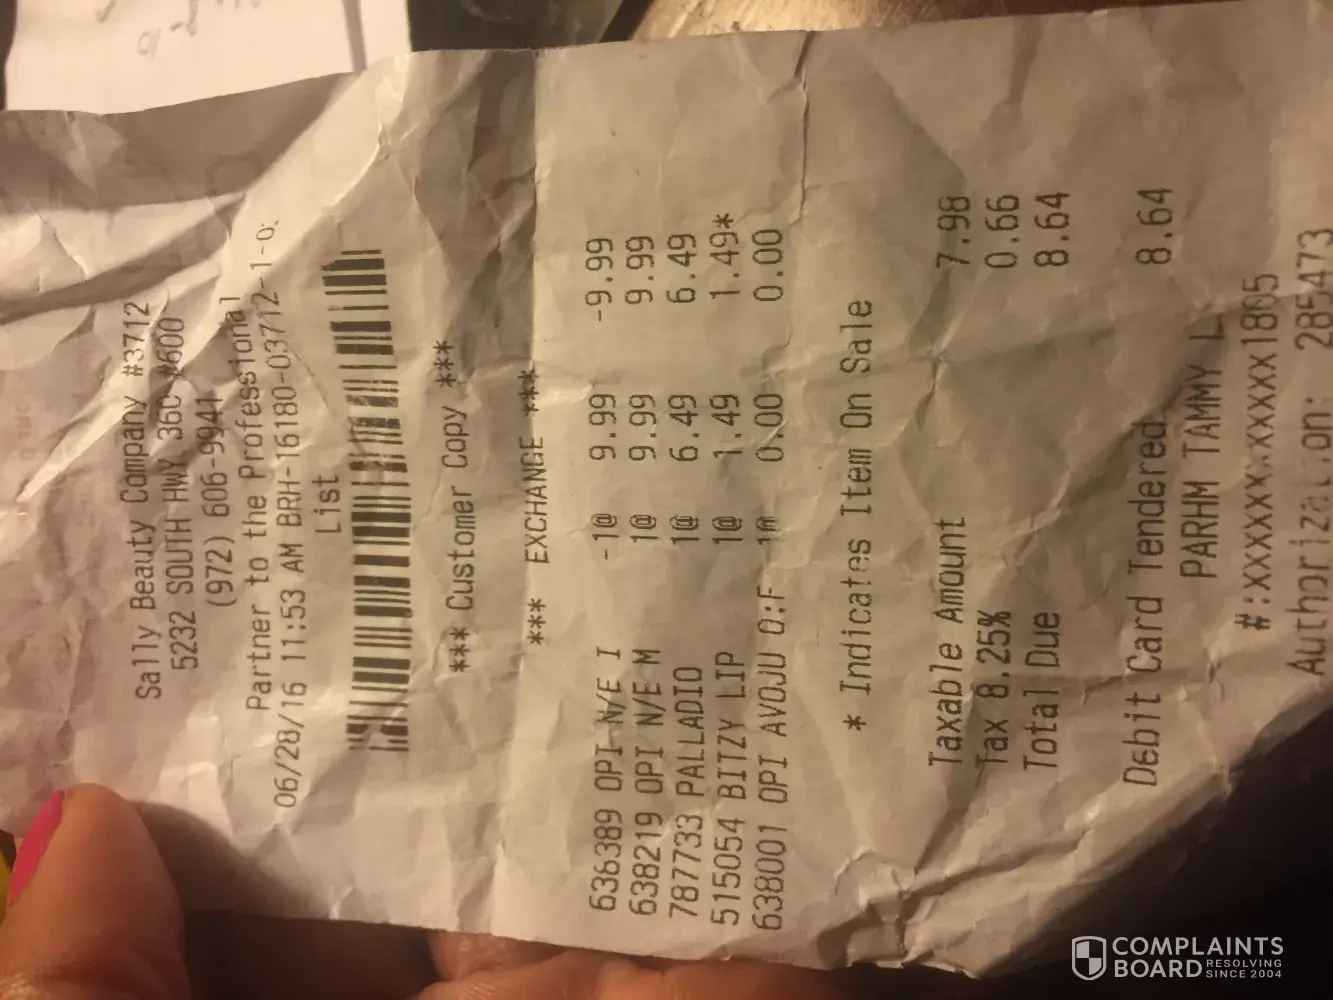 Sally Beauty Company #3712
5232 SOUTH HWY 360 #600
(972) 606-9941
Partner to the Professional
06/28/16 11:53 AM BRH-16180-03712-1-0
List
*** Customer Copy ***
*** EXCHANGE ***
636389 OPI N/E I -1@ 9.99 -9.99
638219 OPI N/E M 1@ 9.99 9.99
787733 PALLADIO 1@ 6.49 6.49
515054 BITZY LIP 1@ 1.49 1.49*
638001 OPI AVOJU O:F 1@ 0.00 0.00
* Indicates Item On Sale
Taxable Amount 7.98
Tax 8.25% 0.66
Total Due 8.64
Debit Card Tendered 8.64
PARHM TAMMY L
#:XXXXXXXXXXXX1805
Authorization: 285473
COMPLAINTS
BOARD RESOLVING
SINCE 2004